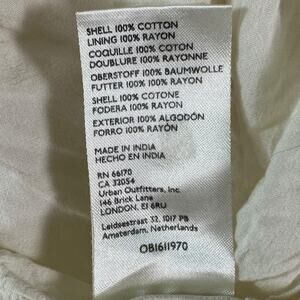 SHELL 100% COTTON
LINING 100% RAYON
COQUILLE 100% COTON
DOUBLURE 100% RAYONNE
OBERSTOFF 100% BAUMWOLLE
FUTTER 100% 100% RAYON
SHELL 100% COTONE
FODERA 100% RAYON
EXTERIOR 100% ALGODÓN
FORRO 100% RAYÓN
MADE IN INDIA
HECHO EN INDIA
RN 66170
CA 32054
Urban Outfitters, Inc.
146 Brick Lane
LONDON. E1 6RU
Leidsestraat 32, 1017 PB
Amsterdam, Netherlands
OB1611970